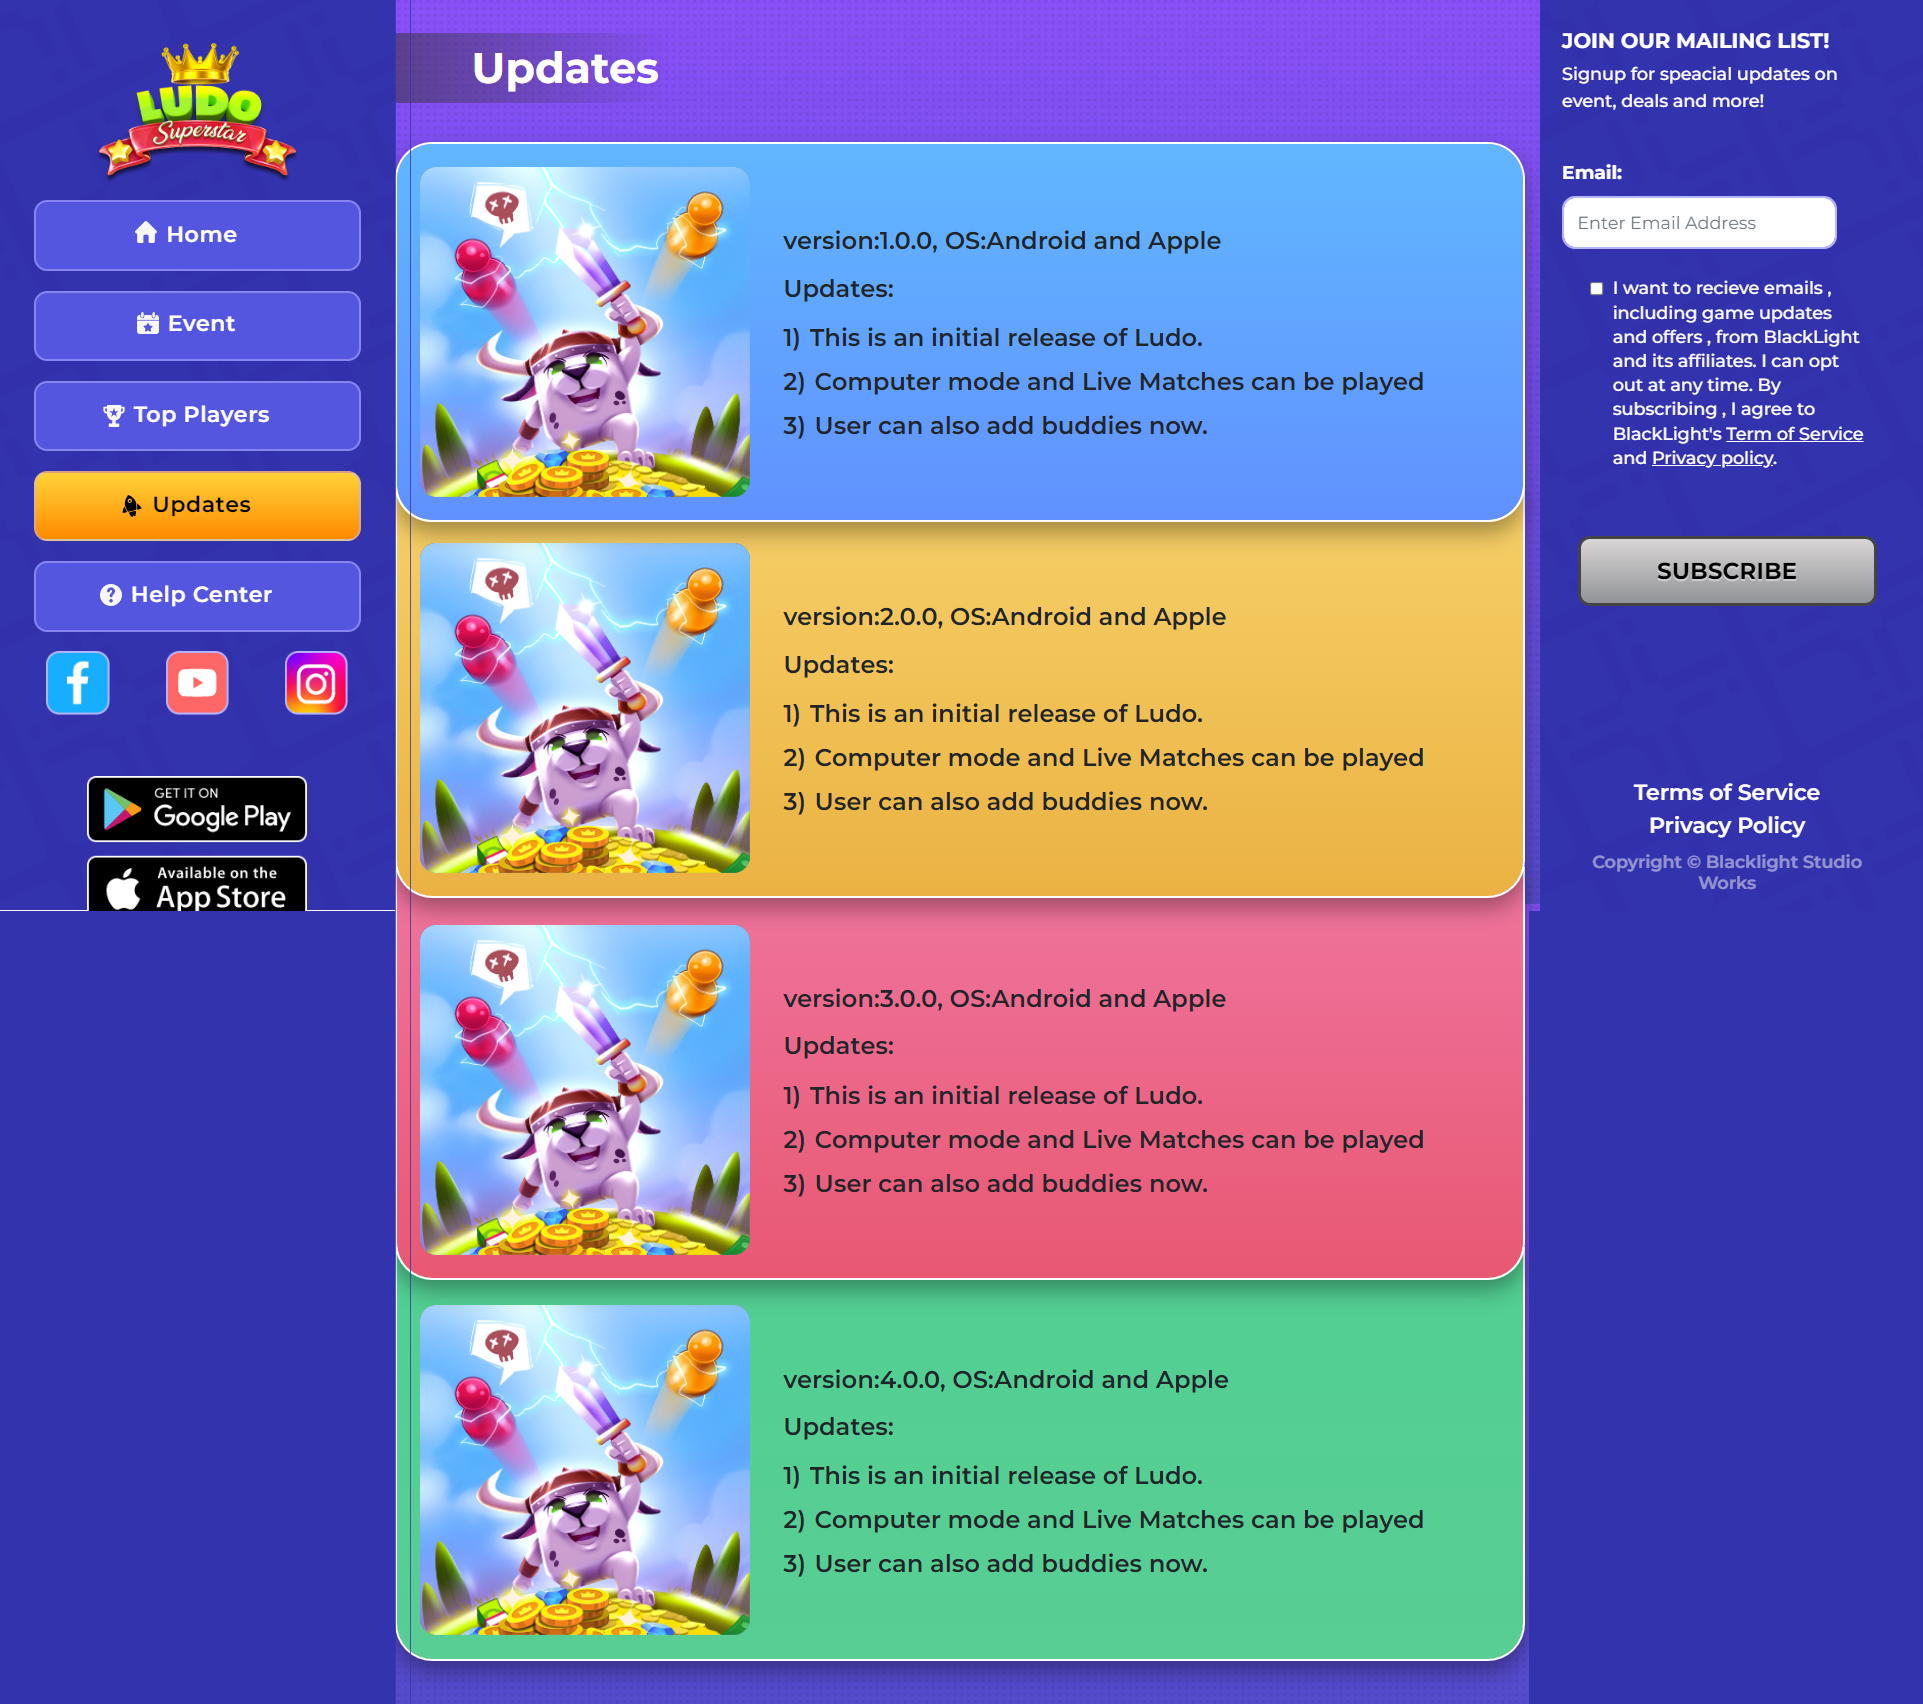 LUDO
Superstar
Home
Event
Top Players
Updates
Help Center
GET IT ON
Google Play
Available on the
App Store
Updates
version:1.0.0, OS:Android and Apple
Updates:
1) This is an initial release of Ludo.
2) Computer mode and Live Matches can be played
3) User can also add buddies now.
version:2.0.0, OS:Android and Apple
Updates:
1) This is an initial release of Ludo.
2) Computer mode and Live Matches can be played
3) User can also add buddies now.
version:3.0.0, OS:Android and Apple
Updates:
1) This is an initial release of Ludo.
2) Computer mode and Live Matches can be played
3) User can also add buddies now.
version:4.0.0, OS:Android and Apple
Updates:
1) This is an initial release of Ludo.
2) Computer mode and Live Matches can be played
3) User can also add buddies now.
JOIN OUR MAILING LIST!
Signup for speacial updates on
event, deals and more!
Email:
Enter Email Address
I want to recieve emails ,
including game updates
and offers , from BlackLight
and its affiliates. I can opt
out at any time. By
subscribing , I agree to
BlackLight's Term of Service
and Privacy policy.
SUBSCRIBE
Terms of Service
Privacy Policy
Copyright © Blacklight Studio
Works